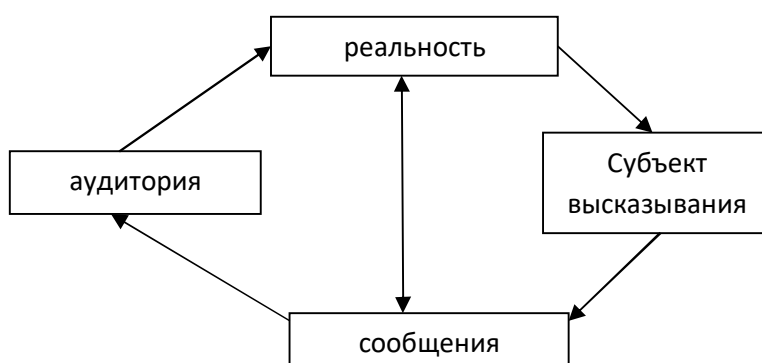 реальность
аудитория
Субъект
высказывания
сообщения